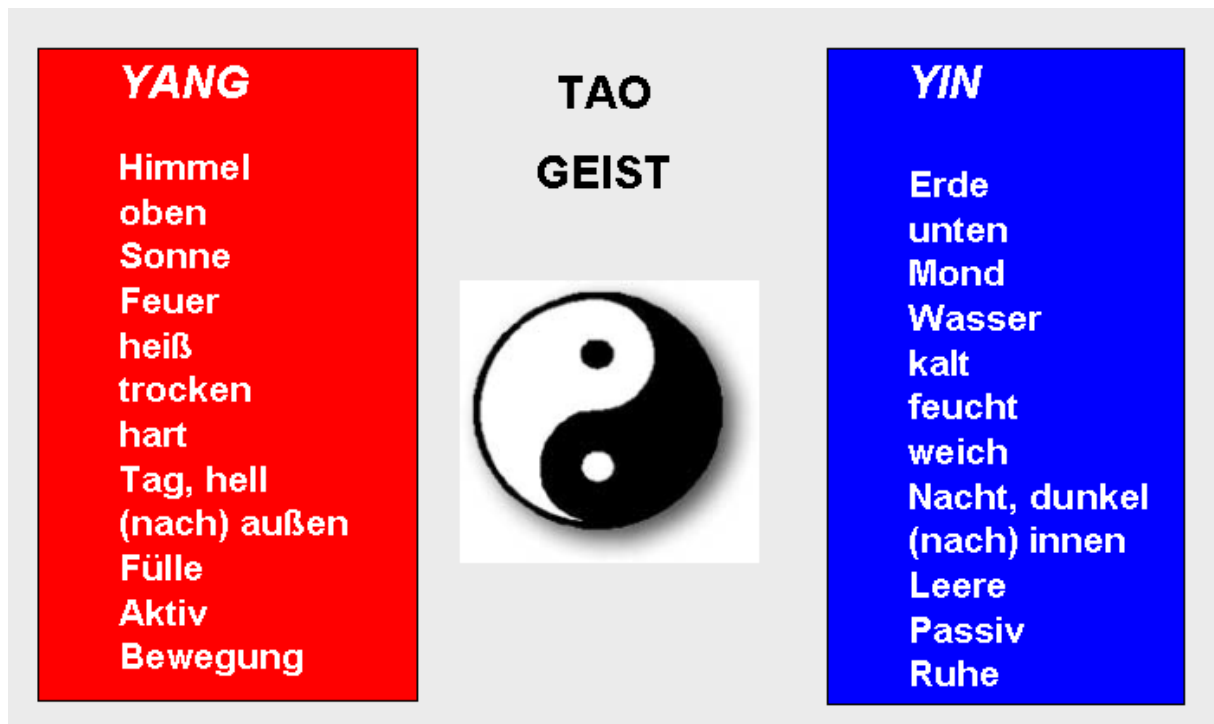 YANG
Himmel
oben
Sonne
Feuer
heiß
trocken
hart
Tag, hell
(nach) außen
Fülle
Aktiv
Bewegung
TAO
GEIST
YIN
Erde
unten
Mond
Wasser
kalt
feucht
weich
Nacht, dunkel
(nach) innen
Leere
Passiv
Ruhe